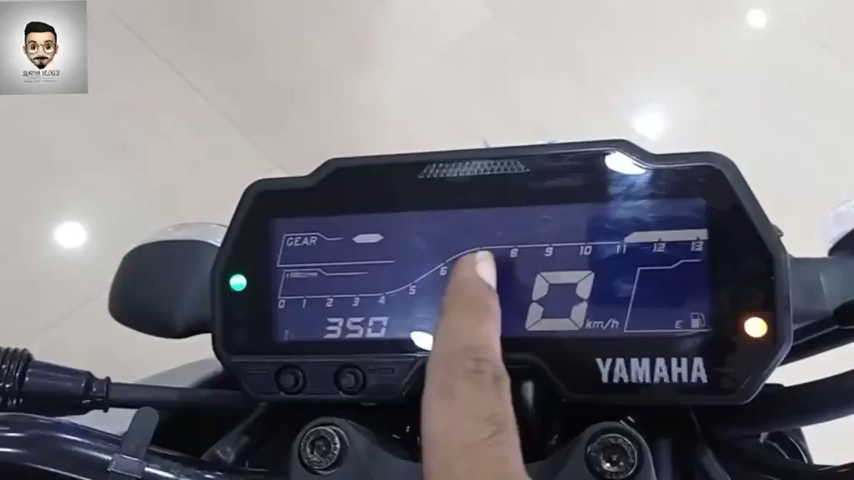 SURYA VLOGS
GEAR
0 1 2 3 4 5 6 8 9 10 11 12 13
350
0 km/h
E
YAMAHA